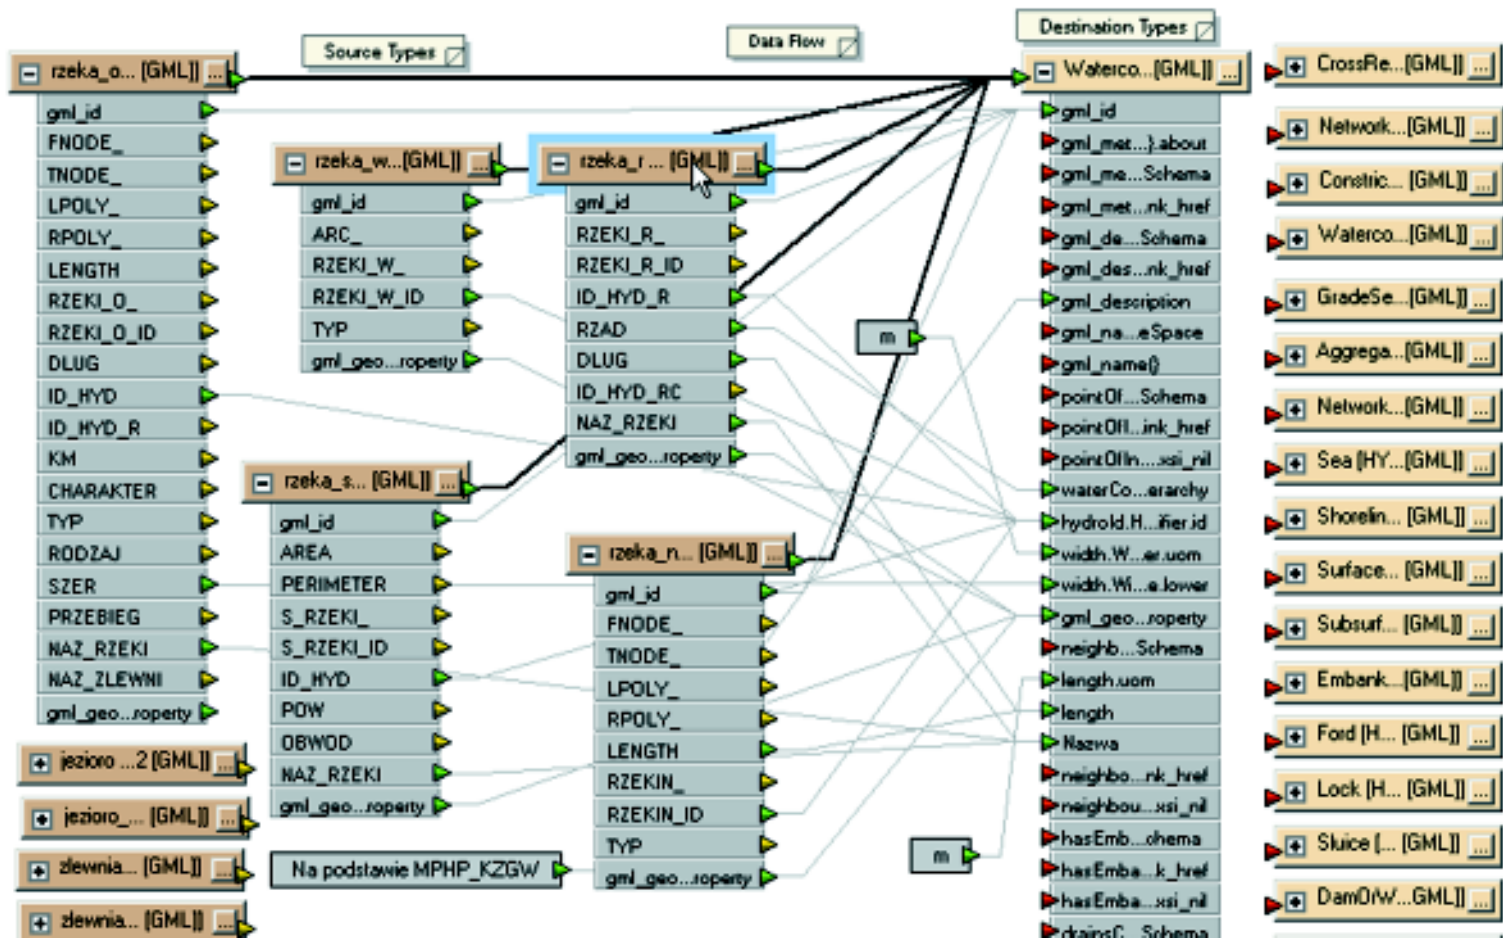 Source Types
Data Flow
Destination Types
rzeka_o... [GML]] ...
gml_id
FNODE_
TNODE_
LPOLY_
RPOLY_
LENGTH
RZEKI_O_
RZEKI_O_ID
DLUG
ID_HYD
ID_HYD_R
KM
CHARAKTER
TYP
RODZAJ
SZER
PRZEBIEG
NAZ_RZEKI
NAZ_ZLEWNI
gml_geo...roperty
jezioro ...2 [GML]] ...
jezioro_... [GML]] ...
zlewnia... [GML]] ...
zlewnia... [GML]] ...
rzeka_w...[GML]] ...
gml_id
ARC_
RZEKI_W_
RZEKI_W_ID
TYP
gml_geo...roperty
rzeka_s... [GML]] ...
gml_id
AREA
PERIMETER
S_RZEKI_
S_RZEKI_ID
ID_HYD
POW
OBWOD
NAZ_RZEKI
gml_geo...roperty
Na podstawie MPHP_KZGW
rzeka_r ... [GML]] ...
gml_id
RZEKI_R_
RZEKI_R_ID
ID_HYD_R
RZAD
DLUG
ID_HYD_RC
NAZ_RZEKI
gml_geo...roperty
rzeka_n... [GML]] ...
gml_id
FNODE_
TNODE_
LPOLY_
RPOLY_
LENGTH
RZEKIN_
RZEKIN_ID
TYP
gml_geo...roperty
m
m
Waterco...[GML]] ...
gml_id
gml_met...}.about
gml_me...Schema
gml_met...nk_href
gml_de...Schema
gml_des...nk_href
gml_description
gml_na...eSpace
gml_name{}
pointOf...Schema
pointOfI...ink_href
pointOfIn...xsi_nil
waterCo...erarchy
hydroId.H...ifier.id
width.W...er.uom
width.Wi...e.lower
gml_geo...roperty
neighb...Schema
length.uom
length
Nazwa
neighbo...nk_href
neighbou...xsi_nil
hasEmb...chema
hasEmba...k_href
hasEmba...xsi_nil
drainsC...Schema
CrossRe...[GML]] ...
Network...[GML]] ...
Constric...[GML]] ...
Waterco...[GML]] ...
GradeSe...[GML]] ...
Aggrega...[GML]] ...
Network...[GML]] ...
Sea [HY...[GML]] ...
Shorelin...[GML]] ...
Surface...[GML]] ...
Subsurf...[GML]] ...
Embank...[GML]] ...
Ford [H... [GML]] ...
Lock [H... [GML]] ...
Sluice [... [GML]] ...
DamOrW...GML]] ...